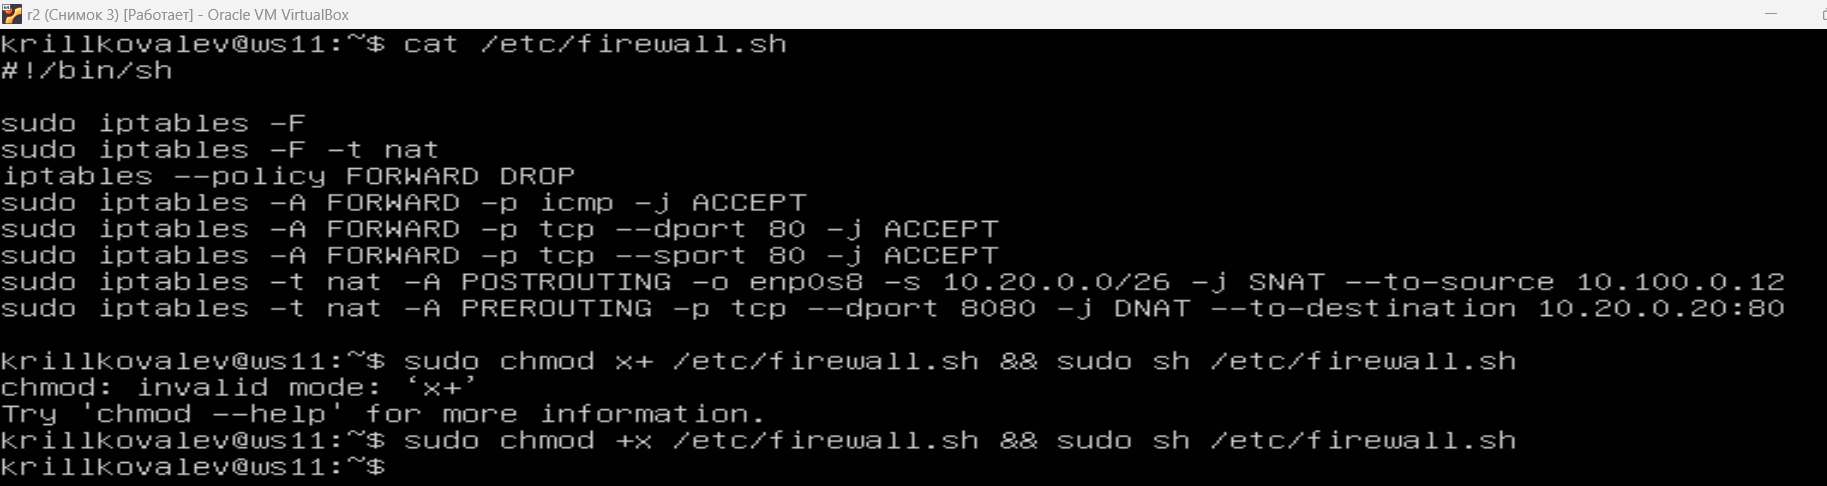 r2 (Снимок 3) [Работает] - Oracle VM VirtualBox
krillkovalev@ws11:~$ cat /etc/firewall.sh
#!/bin/sh
sudo iptables -F
sudo iptables -F -t nat
iptables --policy FORWARD DROP
sudo iptables -A FORWARD -p icmp -j ACCEPT
sudo iptables -A FORWARD -p tcp --dport 80 -j ACCEPT
sudo iptables -A FORWARD -p tcp --sport 80 -j ACCEPT
sudo iptables -t nat -A POSTROUTING -o enp0s8 -s 10.20.0.0/26 -j SNAT --to-source 10.100.0.12
sudo iptables -t nat -A PREROUTING -p tcp --dport 8080 -j DNAT --to-destination 10.20.0.20:80
krillkovalev@ws11:~$ sudo chmod x+ /etc/firewall.sh && sudo sh /etc/firewall.sh
chmod: invalid mode: ‘x+’
Try 'chmod --help' for more information.
krillkovalev@ws11:~$ sudo chmod +x /etc/firewall.sh && sudo sh /etc/firewall.sh
krillkovalev@ws11:~$